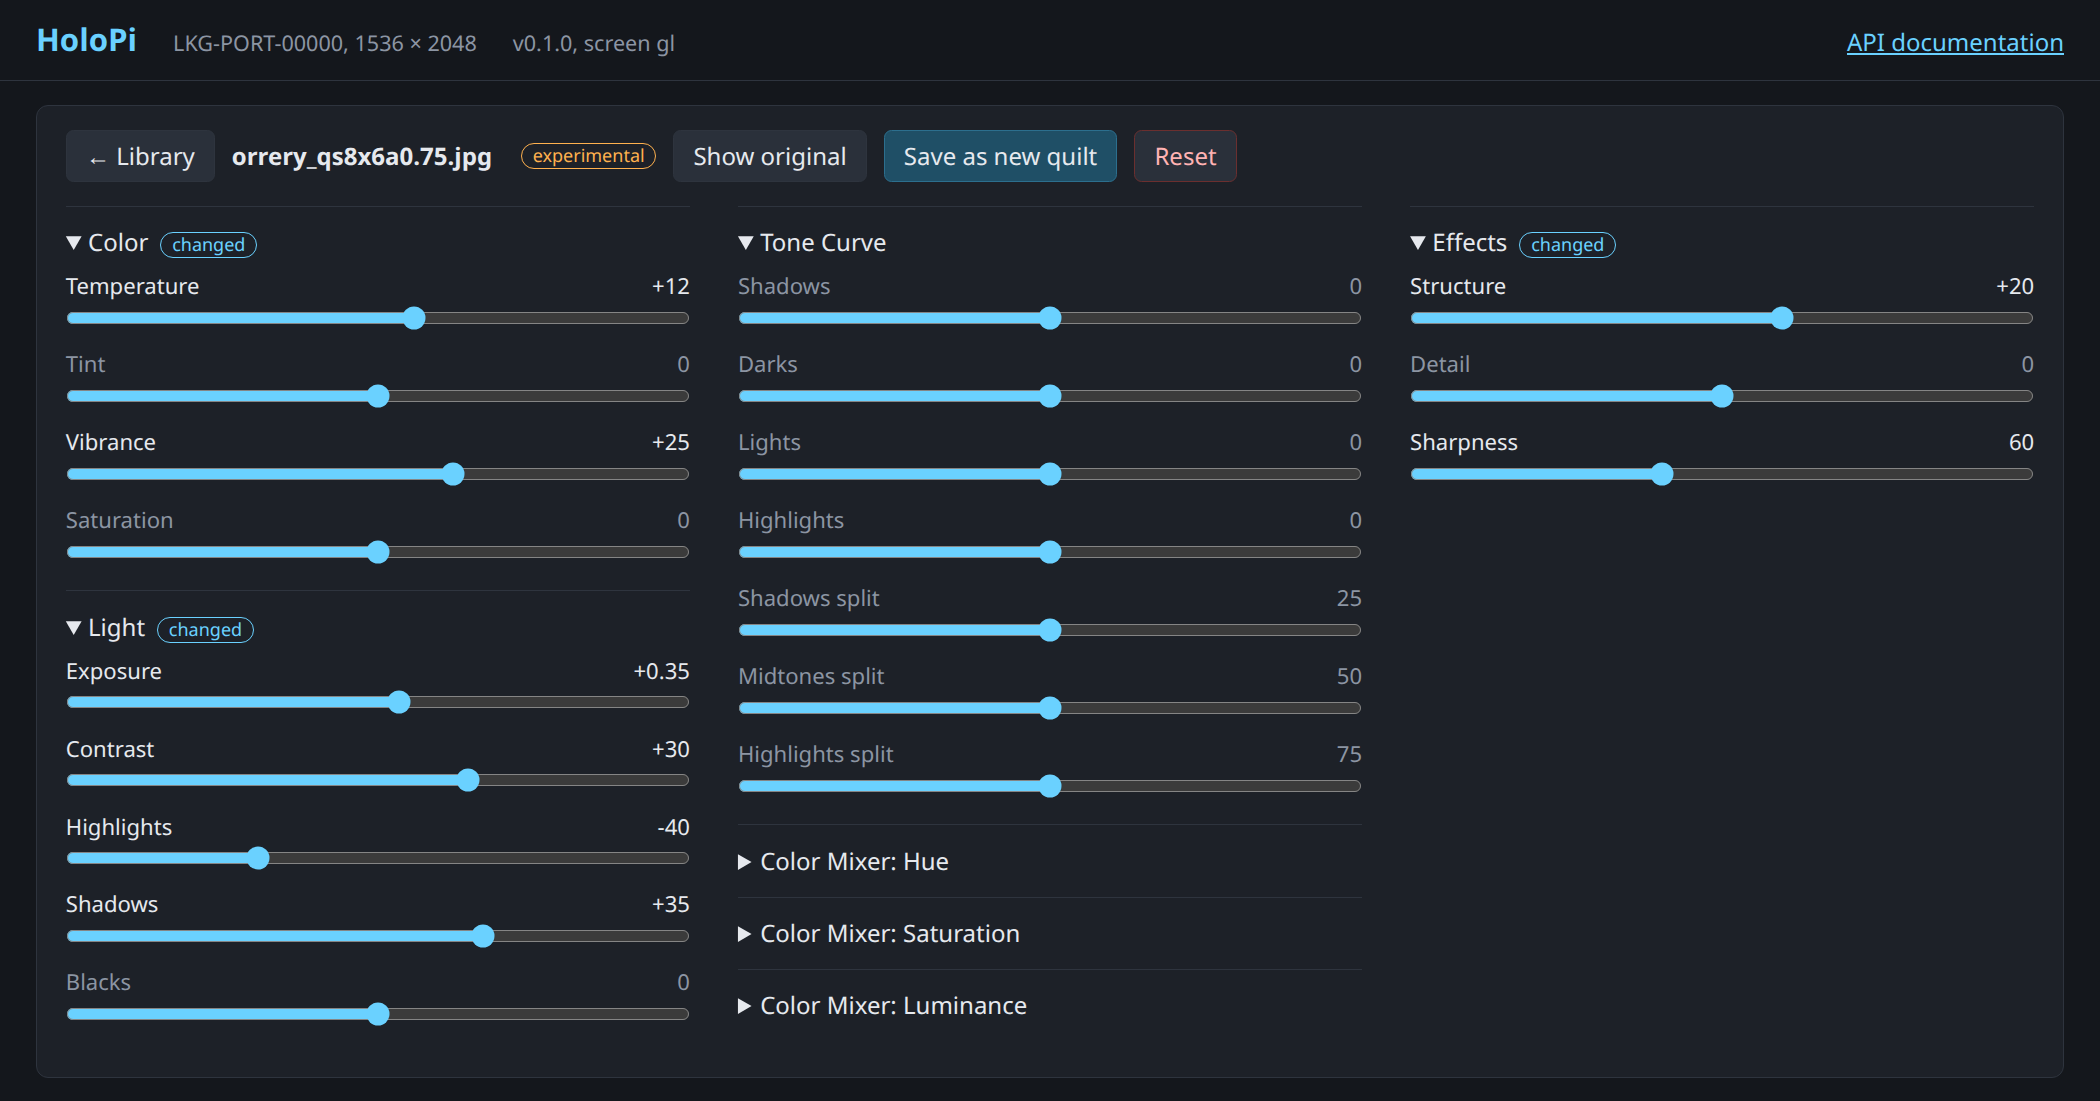 HoloPi LKG-PORT-00000, 1536 × 2048 v0.1.0, screen gl API documentation
← Library orrery_qs8x6a0.75.jpg experimental Show original Save as new quilt Reset
▼ Color changed
Temperature +12
Tint 0
Vibrance +25
Saturation 0
▼ Light changed
Exposure +0.35
Contrast +30
Highlights -40
Shadows +35
Blacks 0
▼ Tone Curve
Shadows 0
Darks 0
Lights 0
Highlights 0
Shadows split 25
Midtones split 50
Highlights split 75
▶ Color Mixer: Hue
▶ Color Mixer: Saturation
▶ Color Mixer: Luminance
▼ Effects changed
Structure +20
Detail 0
Sharpness 60